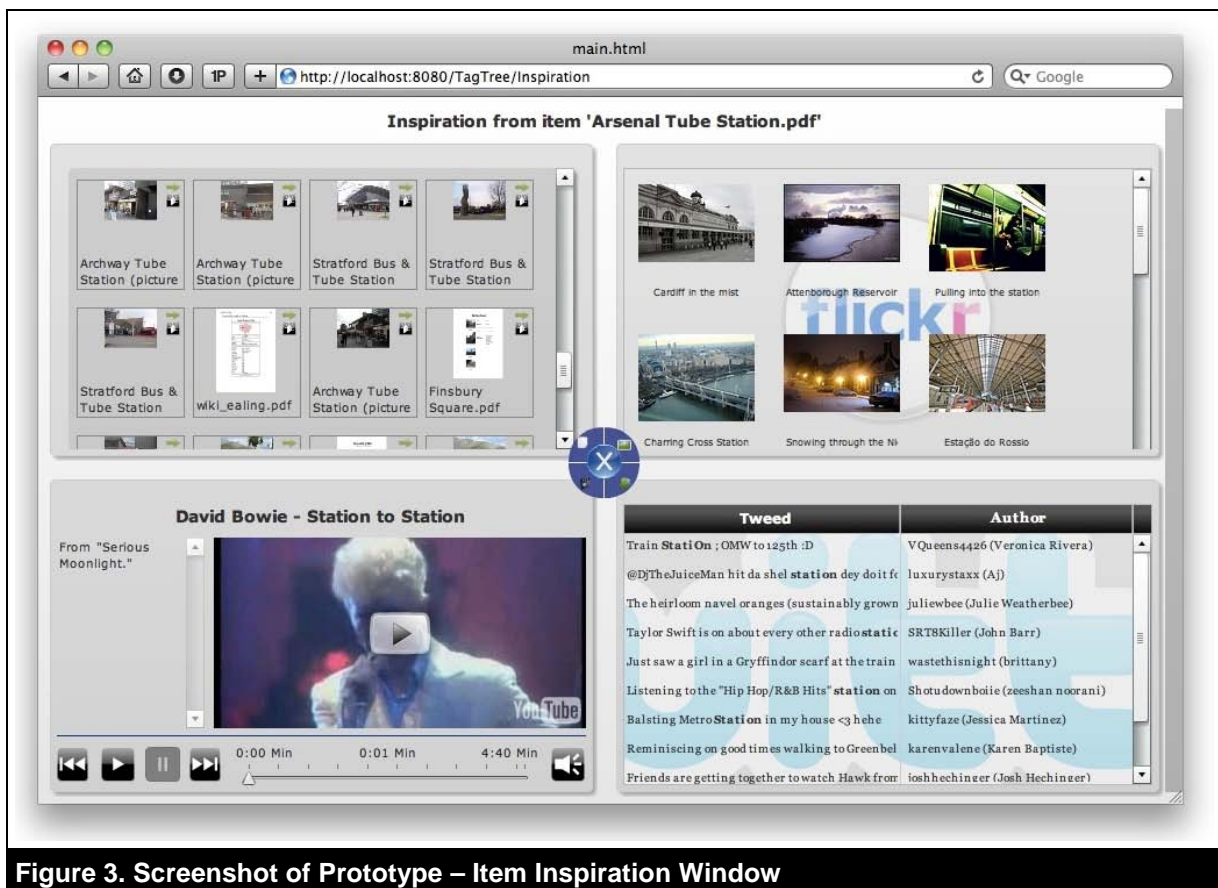 main.html
1P
+
http://localhost:8080/TagTree/Inspiration
Google
Inspiration from item 'Arsenal Tube Station.pdf'
Archway Tube
Station (picture
Archway Tube
Station (picture
Stratford Bus &
Tube Station
Stratford Bus &
Tube Station
Stratford Bus &
Tube Station
wiki_ealing.pdf
Archway Tube
Station (picture
Finsbury
Square.pdf
flickr
Cardiff in the mist
Attenborough Reservoir
Pulling into the station
Charring Cross Station
Snowing through the Ni
Estação do Rossio
X
David Bowie - Station to Station
From "Serious
Moonlight."
YouTube
0:00 Min 0:01 Min 4:40 Min
Tweed Author
Train StatiOn ; OMW to 125th :D VQueens4426 (Veronica Rivera)
@DjTheJuiceMan hit da shel station dey do it fo luxurystaxx (Aj)
The heirloom navel oranges (sustainably grown juliewbee (Julie Weatherbee)
Taylor Swift is on about every other radio static SRT8Killer (John Barr)
Just saw a girl in a Gryffindor scarf at the train wastethisnight (brittany)
Listening to the "Hip Hop/R&B Hits" station on Shotudownboiie (zeeshan noorani)
Balsting Metro Station in my house <3 hehe kittyfaze (Jessica Martinez)
Reminiscing on good times walking to Greenbel karenvalene (Karen Baptiste)
Friends are getting together to watch Hawk from joshhechinger (Josh Hechinger)
Figure 3. Screenshot of Prototype – Item Inspiration Window